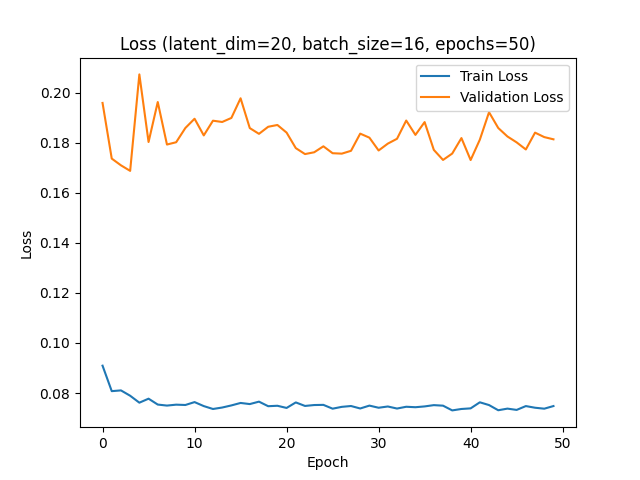 Loss (latent_dim=20, batch_size=16, epochs=50)
Train Loss
Validation Loss
0.20
0.18
0.16
0.14
0.12
0.10
0.08
Loss
0 10 20 30 40 50
Epoch